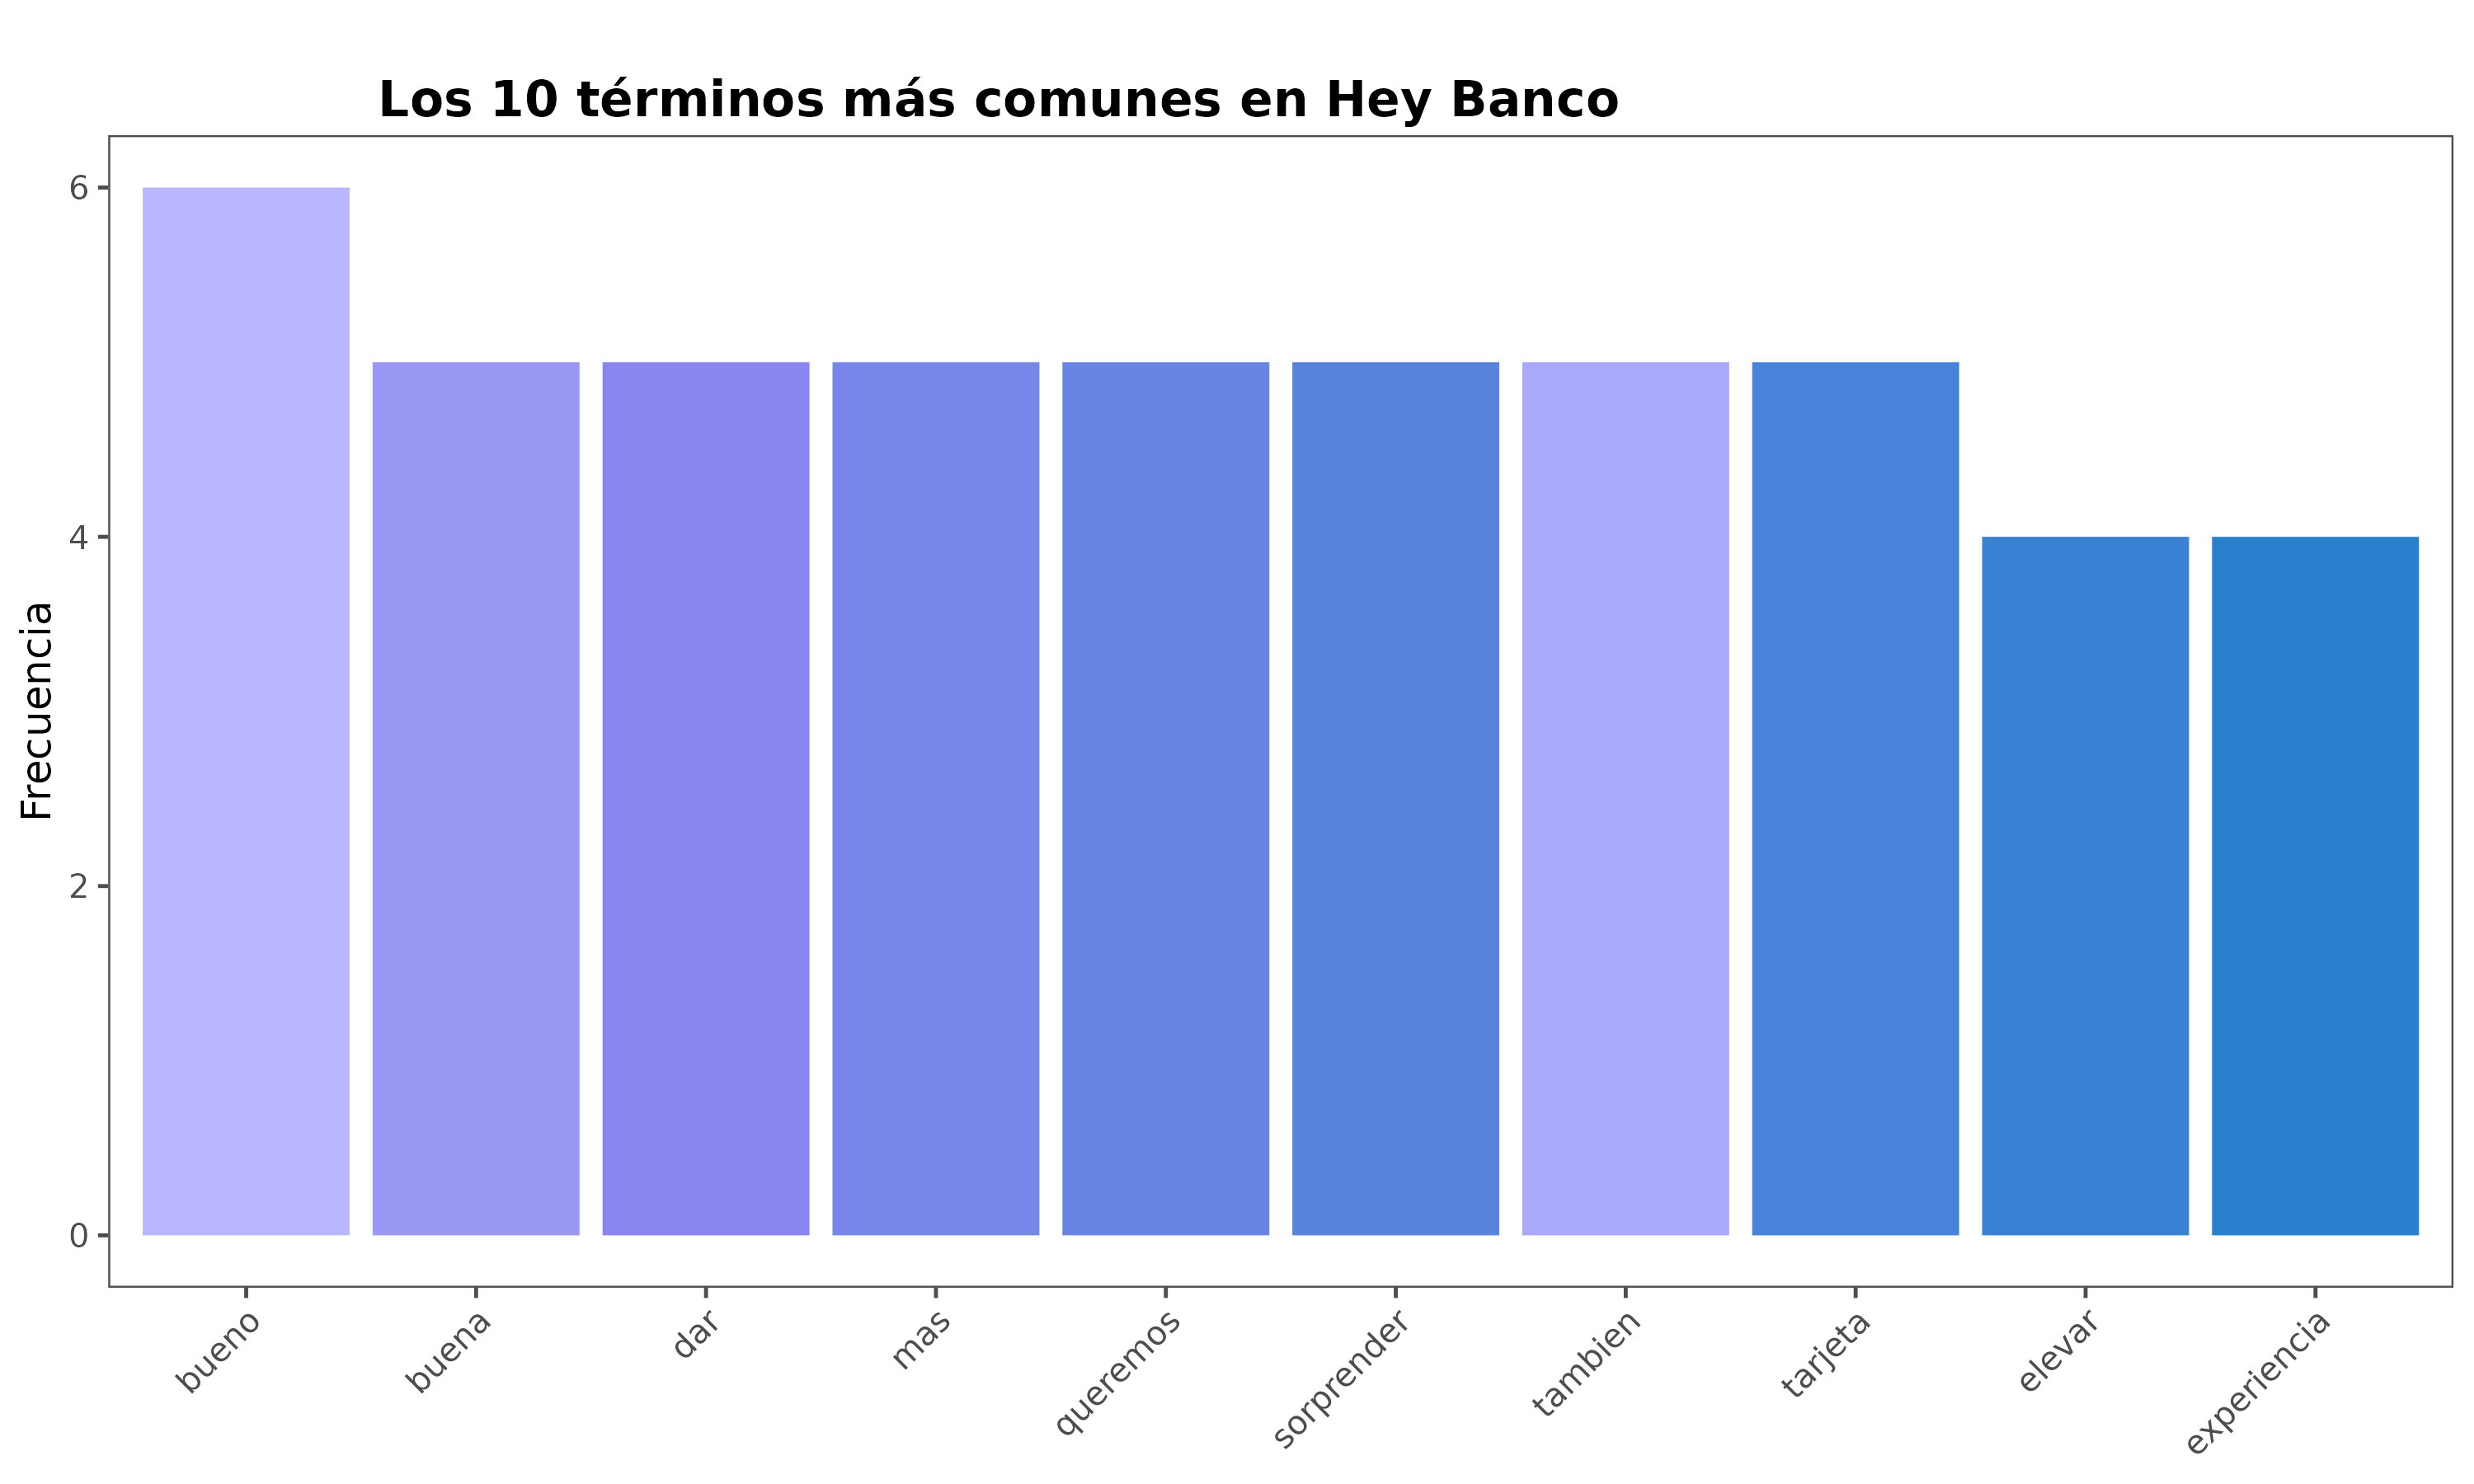 Los 10 términos más comunes en Hey Banco
Frecuencia
6
4
2
0
bueno
buena
dar
mas
queremos
sorprender
tambien
tarjeta
elevar
experiencia